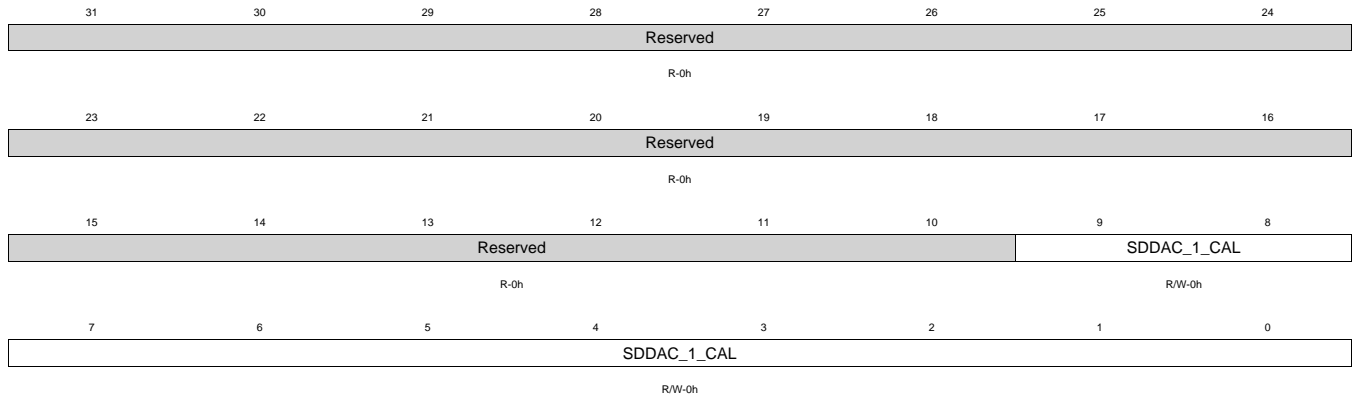 31 30 29 28 27 26 25 24
Reserved
R-0h
23 22 21 20 19 18 17 16
Reserved
R-0h
15 14 13 12 11 10 9 8
Reserved SDDAC_1_CAL
R-0h R/W-0h
7 6 5 4 3 2 1 0
SDDAC_1_CAL
R/W-0h